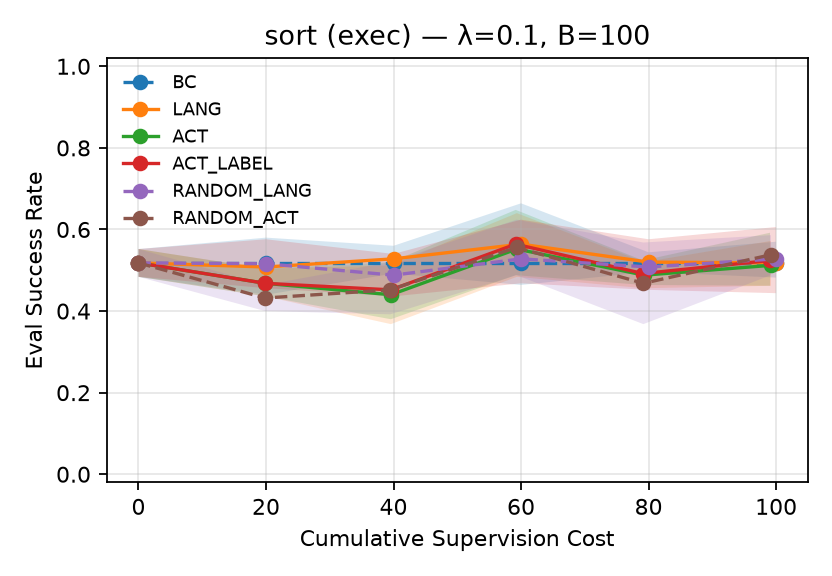 sort (exec) — λ=0.1, B=100
1.0
0.8
0.6
0.4
0.2
0.0
Eval Success Rate
BC
LANG
ACT
ACT_LABEL
RANDOM_LANG
RANDOM_ACT
0 20 40 60 80 100
Cumulative Supervision Cost